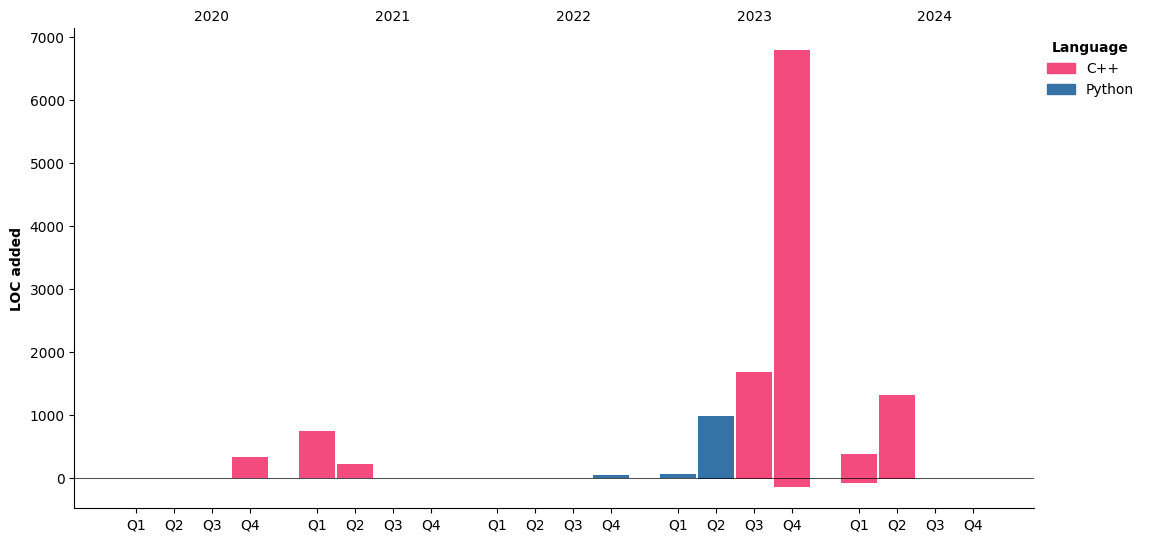 2020 2021 2022 2023 2024
Language
C++
Python
LOC added
7000
6000
5000
4000
3000
2000
1000
0
Q1 Q2 Q3 Q4 Q1 Q2 Q3 Q4 Q1 Q2 Q3 Q4 Q1 Q2 Q3 Q4 Q1 Q2 Q3 Q4